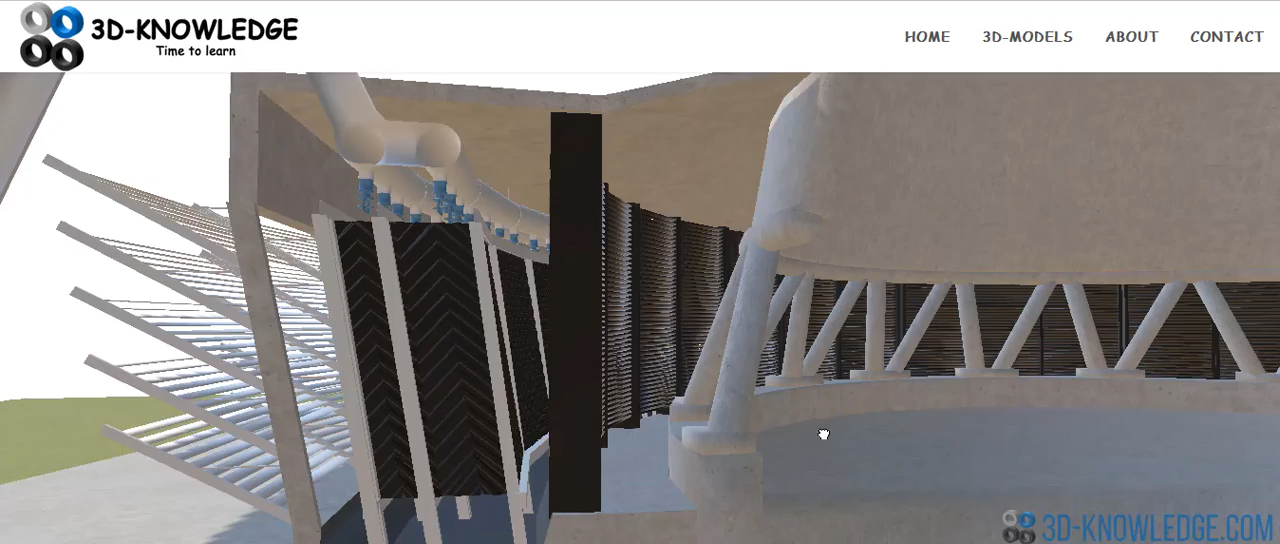 3D-KNOWLEDGE
Time to learn
HOME
3D-MODELS
ABOUT
CONTACT
3D-KNOWLEDGE.COM